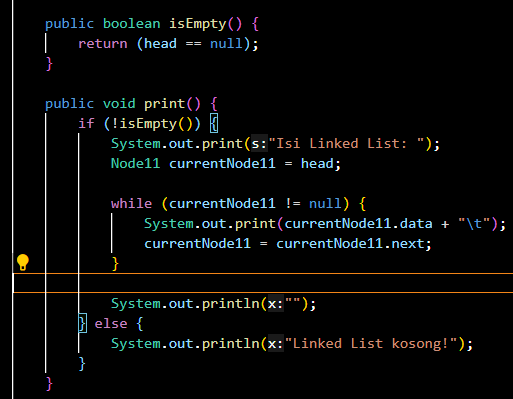 public boolean isEmpty() {
return (head == null);
}
public void print() {
if (!isEmpty()) {
System.out.print(s:"Isi Linked List: ");
Node11 currentNode11 = head;
while (currentNode11 != null) {
System.out.print(currentNode11.data + "\t");
currentNode11 = currentNode11.next;
}
System.out.println(x:"");
} else {
System.out.println(x:"Linked List kosong!");
}
}